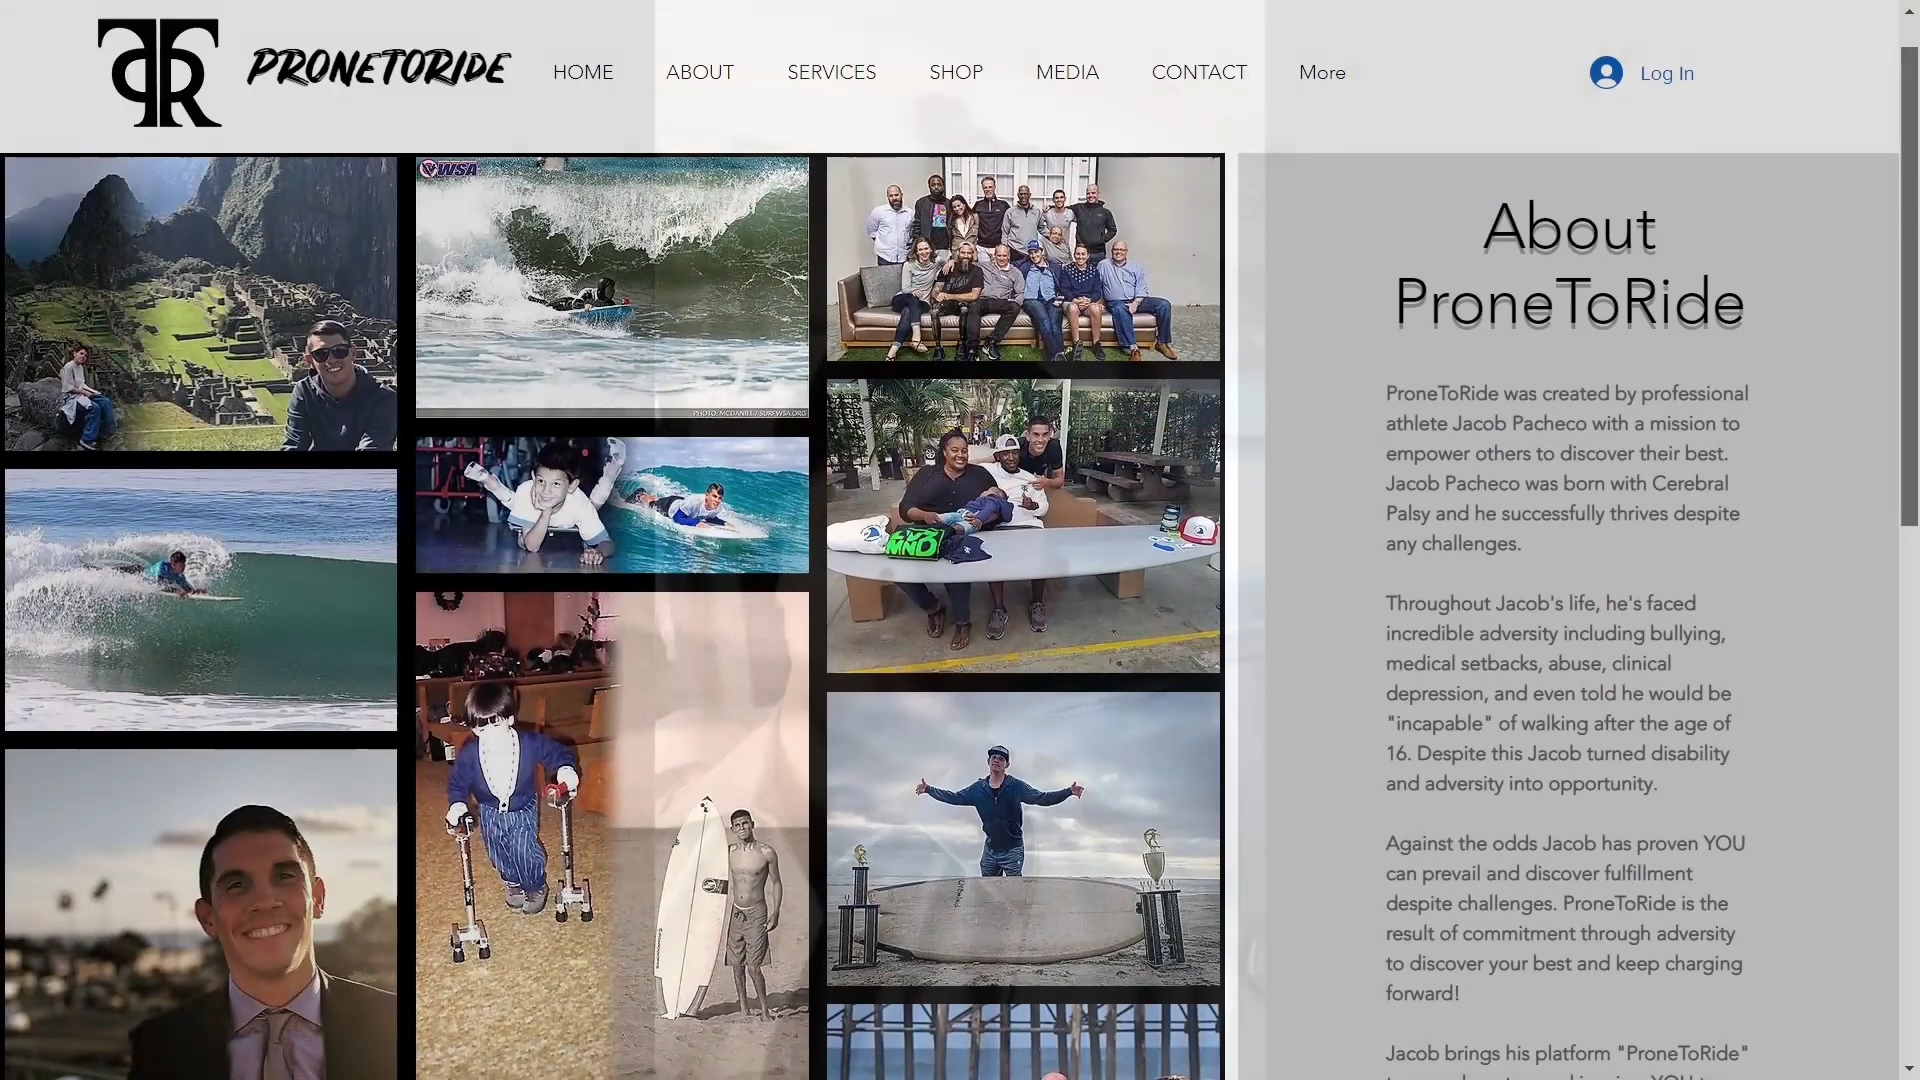 PRONETORIDE
HOME
ABOUT
SERVICES
SHOP
MEDIA
CONTACT
More
Log In
WSA
PHOTO: MCDANIEL / SURFWSA.ORG
About
ProneToRide
ProneToRide was created by professional
athlete Jacob Pacheco with a mission to
empower others to discover their best.
Jacob Pacheco was born with Cerebral
Palsy and he successfully thrives despite
any challenges.
Throughout Jacob's life, he's faced
incredible adversity including bullying,
medical setbacks, abuse, clinical
depression, and even told he would be
"incapable" of walking after the age of
16. Despite this Jacob turned disability
and adversity into opportunity.
Against the odds Jacob has proven YOU
can prevail and discover fulfillment
despite challenges. ProneToRide is the
result of commitment through adversity
to discover your best and keep charging
forward!
Jacob brings his platform "ProneToRide"